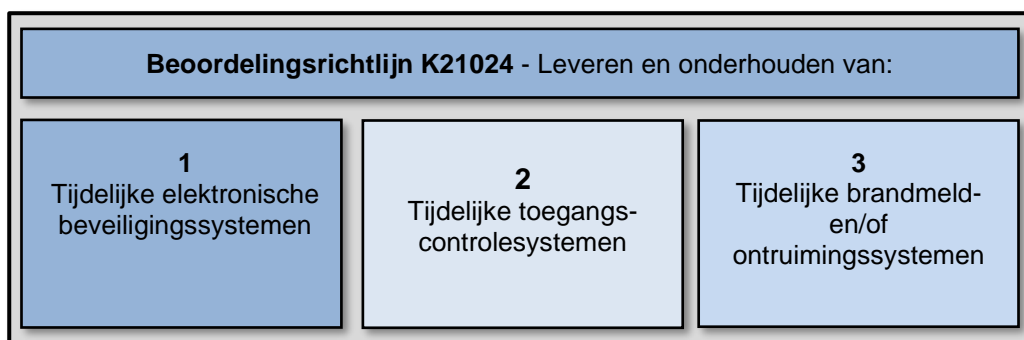 Beoordelingsrichtlijn K21024 - Leveren en onderhouden van:
1
Tijdelijke elektronische
beveiligingssystemen
2
Tijdelijke toegangs-
controlesystemen
3
Tijdelijke brandmeld-
en/of
ontruimingssystemen